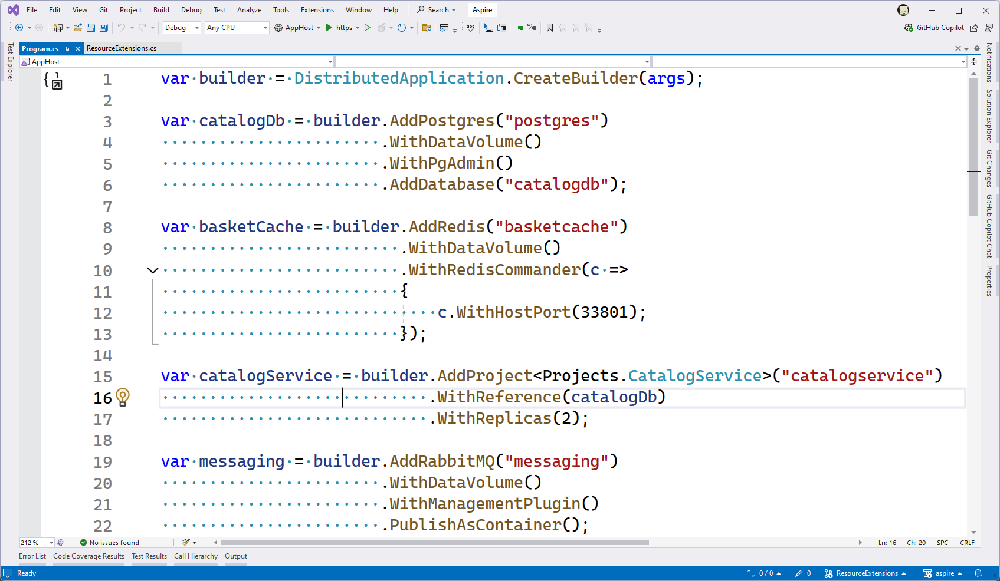 File Edit View Git Project Build Debug Test Analyze Tools Extensions Window Help Search Aspire
Debug Any CPU AppHost https abc GitHub Copilot
Program.cs ResourceExtensions.cs
AppHost
Test Explorer
1 var builder = DistributedApplication.CreateBuilder(args);
2
3 var catalogDb = builder.AddPostgres("postgres")
4 .WithDataVolume()
5 .WithPgAdmin()
6 .AddDatabase("catalogdb");
7
8 var basketCache = builder.AddRedis("basketcache")
9 .WithDataVolume()
10 .WithRedisCommander(c =>
11 {
12 c.WithHostPort(33801);
13 });
14
15 var catalogService = builder.AddProject<Projects.CatalogService>("catalogservice")
16 .WithReference(catalogDb)
17 .WithReplicas(2);
18
19 var messaging = builder.AddRabbitMQ("messaging")
20 .WithDataVolume()
21 .WithManagementPlugin()
22 .PublishAsContainer();
Notifications
Solution Explorer
Git Changes
GitHub Copilot Chat
Properties
212 % No issues found Ln: 16 Ch: 20 SPC CRLF
Error List Code Coverage Results Test Results Call Hierarchy Output
Ready 0 / 0 0 ResourceExtensions aspire